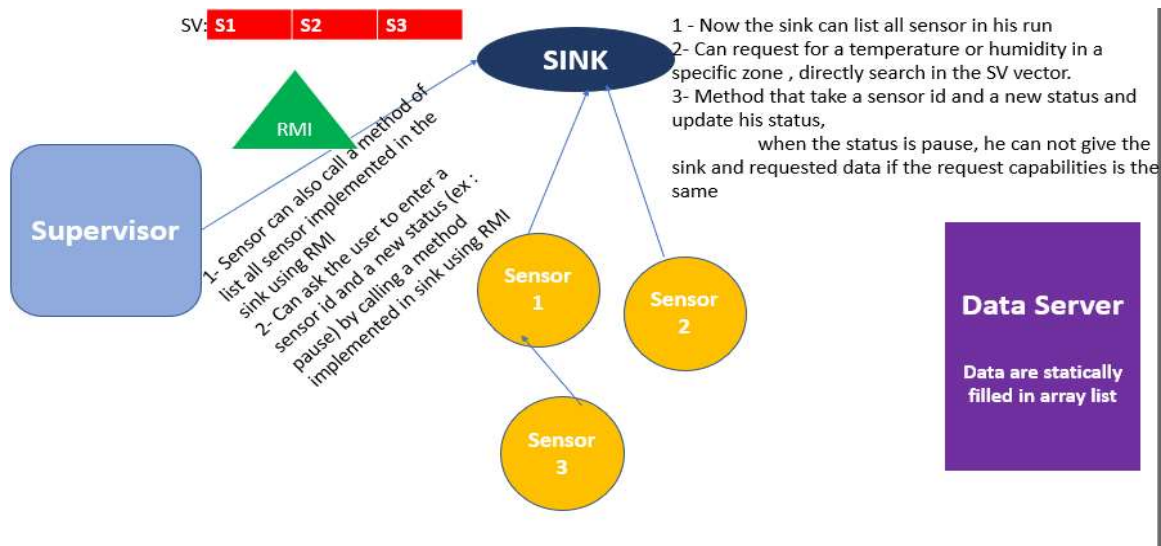 SV: S1 S2 S3
SINK
1 - Now the sink can list all sensor in his run
2- Can request for a temperature or humidity in a
specific zone , directly search in the SV vector.
3- Method that take a sensor id and a new status and
update his status,
when the status is pause, he can not give the
sink and requested data if the request capabilities is the
same
RMI
Supervisor
1- Sensor can also call a method of
list all sensor implemented in the
sink using RMI
2- Can ask the user to enter a
sensor id and a new status (ex :
pause) by calling a method
implemented in sink using RMI
Sensor
1
Sensor
2
Sensor
3
Data Server
Data are statically
filled in array list